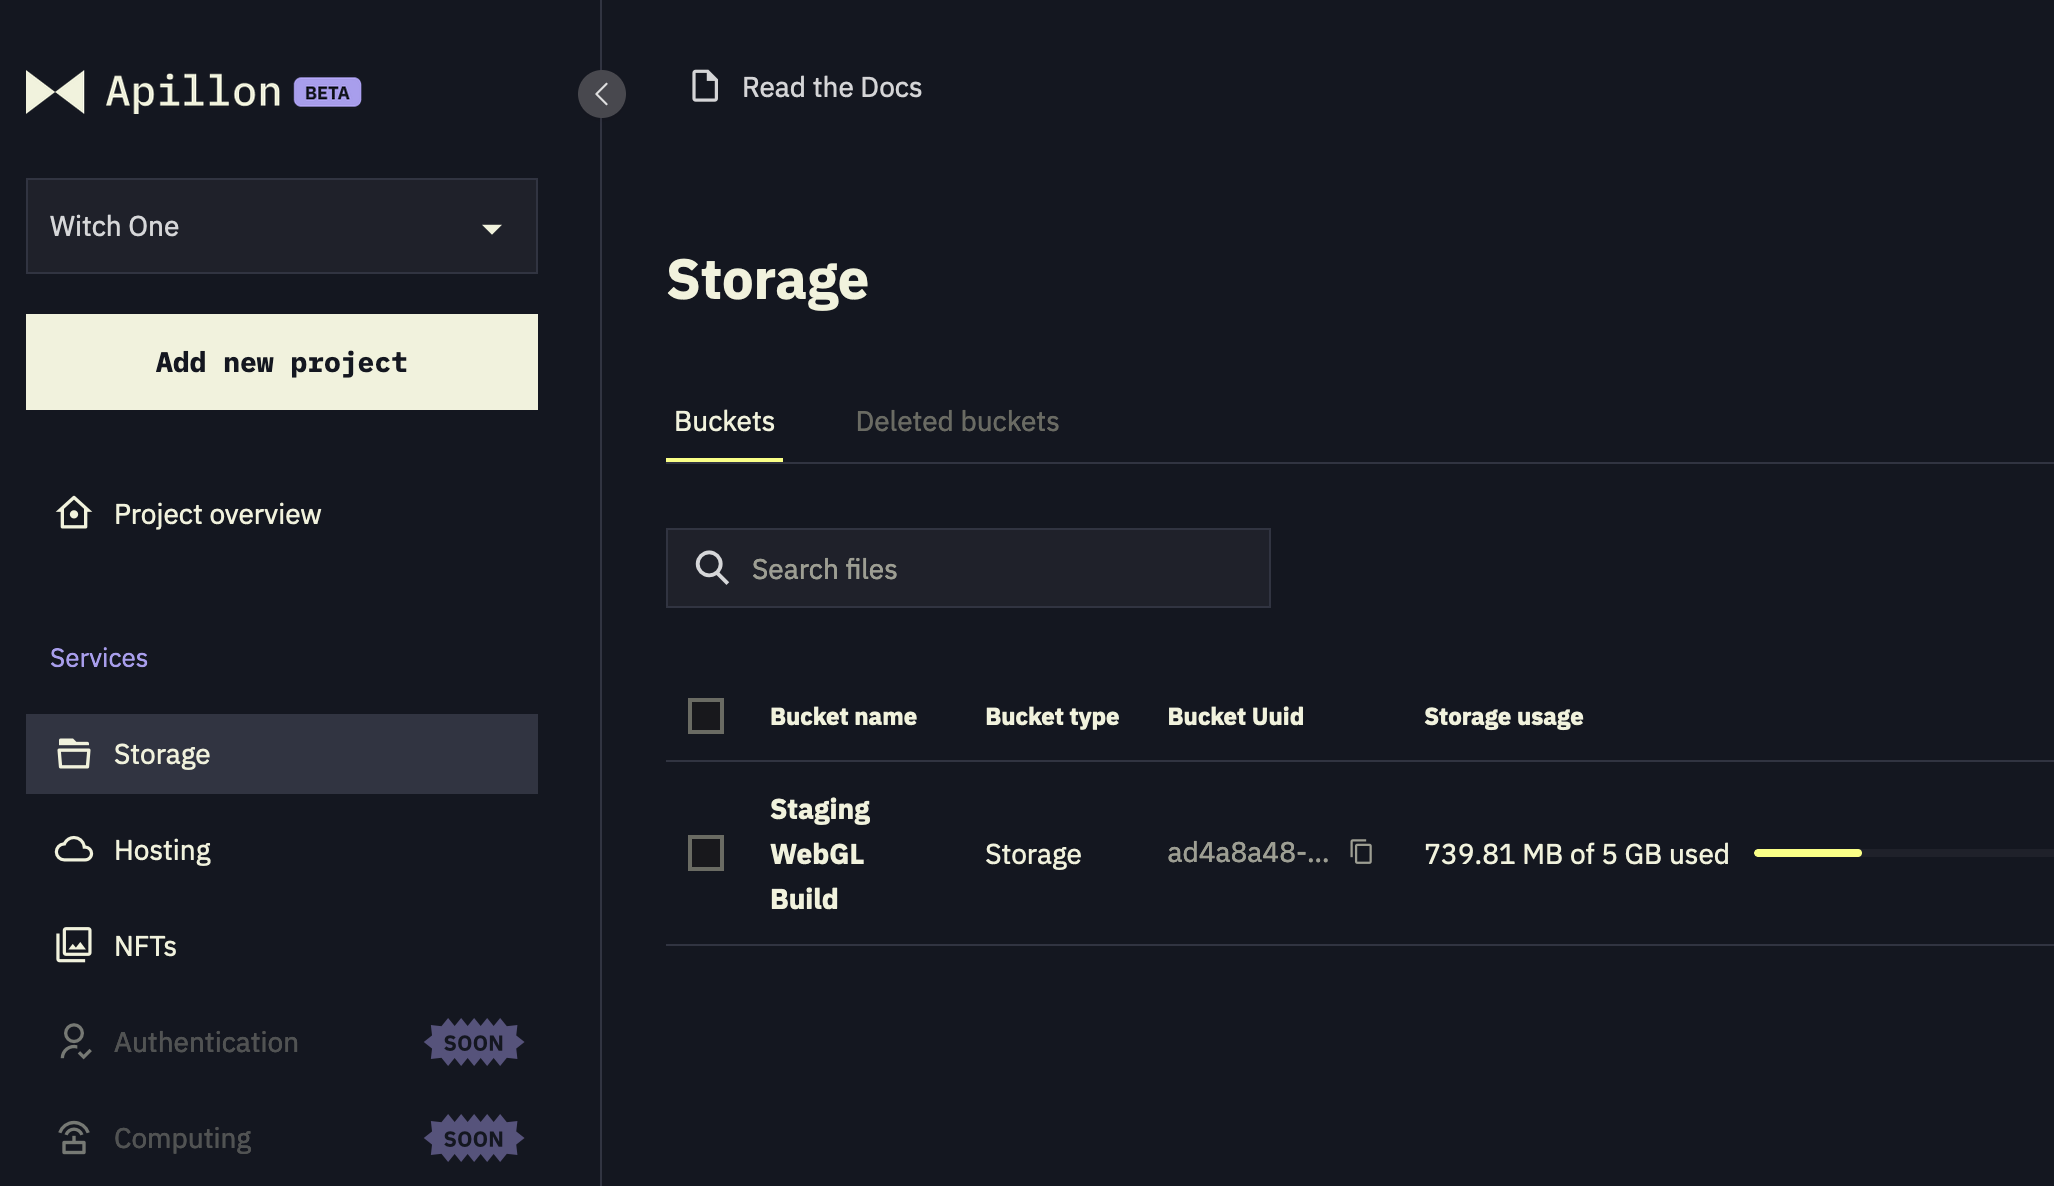 Apillon BETA
Witch One
Add new project
Project overview
Services
Storage
Hosting
NFTs
Authentication SOON
Computing SOON
Read the Docs
Storage
Buckets Deleted buckets
Search files
Bucket name Bucket type Bucket Uuid Storage usage
Staging
WebGL
Build
Storage ad4a8a48-... 739.81 MB of 5 GB used